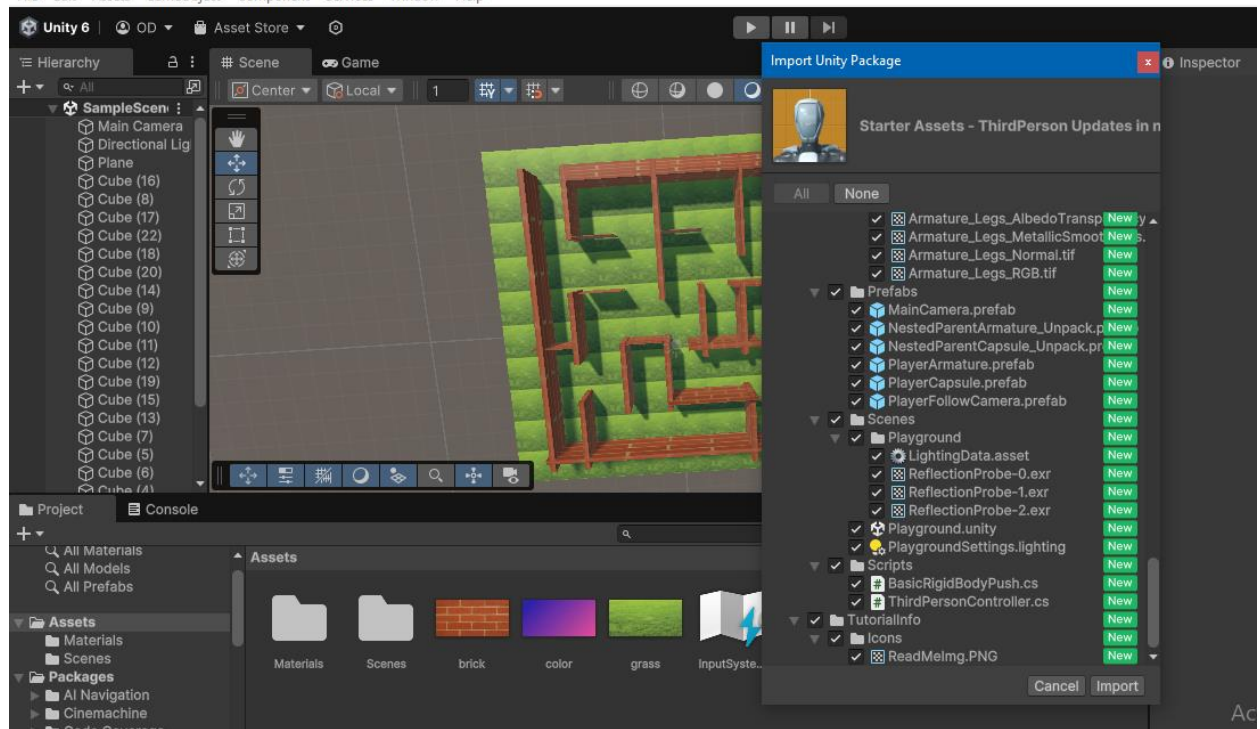 Unity 6 OD Asset Store
Hierarchy
Scene Game
Import Unity Package
Inspector
All
Center Local 1
SampleScen
Main Camera
Directional Lig
Plane
Cube (16)
Cube (8)
Cube (17)
Cube (22)
Cube (18)
Cube (20)
Cube (14)
Cube (9)
Cube (10)
Cube (11)
Cube (12)
Cube (19)
Cube (15)
Cube (13)
Cube (7)
Cube (5)
Cube (6)
Cube (4)
Starter Assets - ThirdPerson Updates in n
All None
Armature_Legs_AlbedoTransp New y
Armature_Legs_MetallicSmoot New s.
Armature_Legs_Normal.tif New
Armature_Legs_RGB.tif New
Prefabs New
MainCamera.prefab New
NestedParentArmature_Unpack.p New
NestedParentCapsule_Unpack.pr New
PlayerArmature.prefab New
PlayerCapsule.prefab New
PlayerFollowCamera.prefab New
Scenes New
Playground New
LightingData.asset New
ReflectionProbe-0.exr New
ReflectionProbe-1.exr New
ReflectionProbe-2.exr New
Playground.unity New
PlaygroundSettings.lighting New
Scripts New
BasicRigidBodyPush.cs New
ThirdPersonController.cs New
TutorialInfo New
Icons New
ReadMeImg.PNG New
Cancel Import
Project Console
All Materials
All Models
All Prefabs
Assets
Materials
Scenes
Packages
AI Navigation
Cinemachine
Assets
Materials Scenes brick color grass InputSyste...
Ac